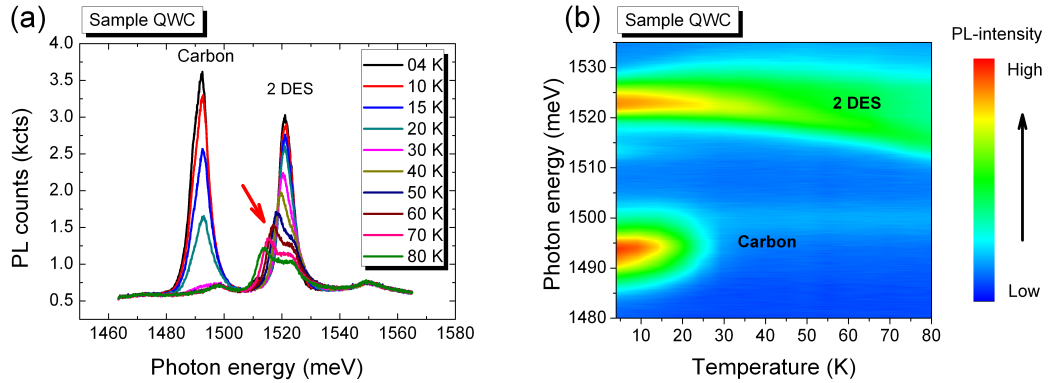 (a)
Sample QWC
Carbon
2 DES
04 K
10 K
15 K
20 K
30 K
40 K
50 K
60 K
70 K
80 K
4.0
3.5
3.0
2.5
2.0
1.5
1.0
0.5
PL counts (kcts)
1460 1480 1500 1520 1540 1560 1580
Photon energy (meV)
(b)
Sample QWC
2 DES
Carbon
1530
1520
1510
1500
1490
1480
Photon energy (meV)
10 20 30 40 50 60 70 80
Temperature (K)
PL-intensity
High
Low